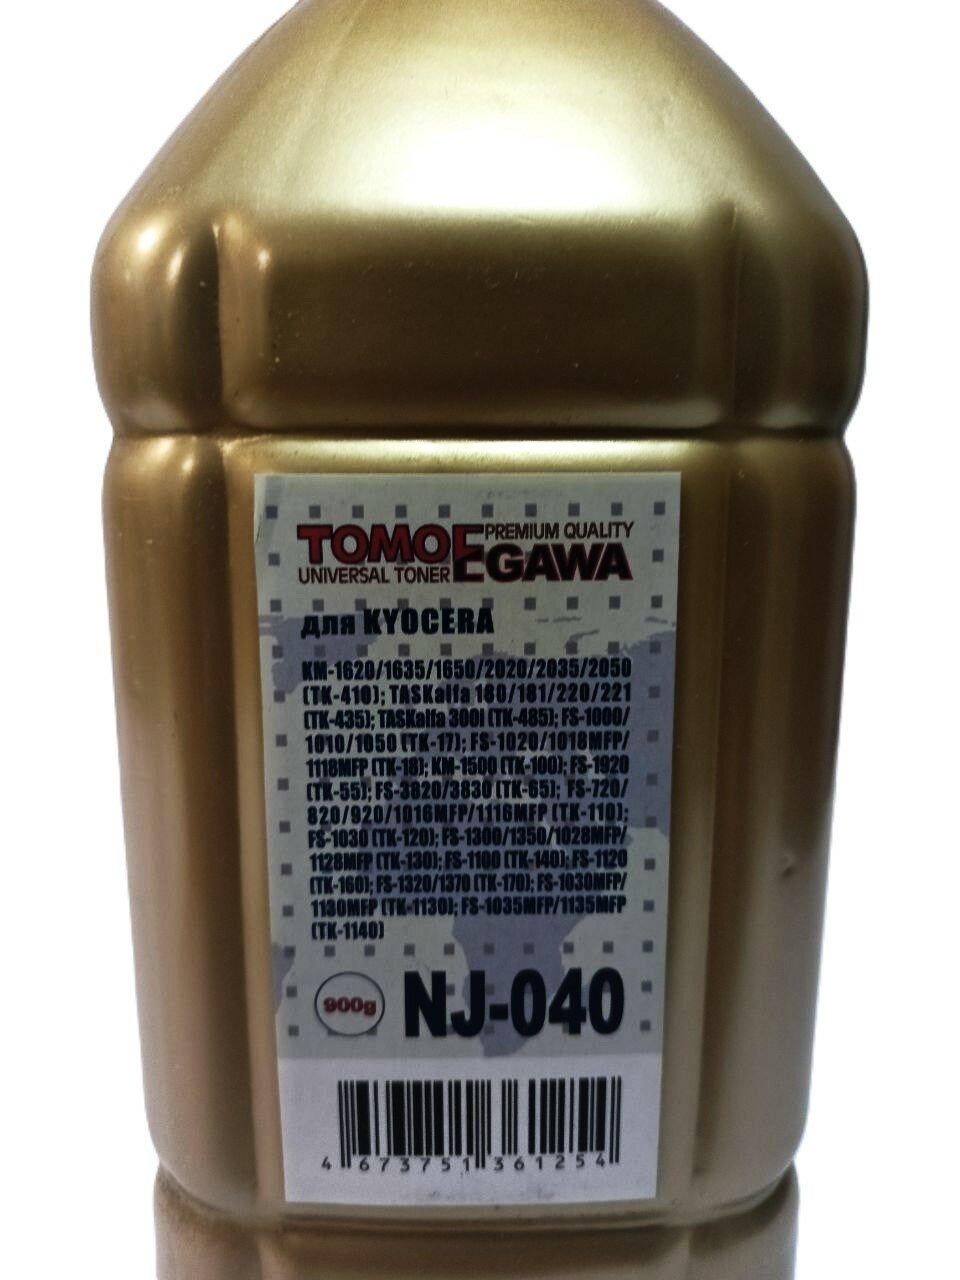 TOMOEGAWA PREMIUM QUALITY
UNIVERSAL TONER
для KYOCERA
KM-1620/1635/1650/2020/2035/2050
(TK-410); TASKalfa 180/181/220/221
(TK-435); TASKalfa 300i (TK-485); FS-1000/
1010/1050 (TK-17); FS-1020/1018MFP/
1118MFP (TK-18); KM-1500 (TK-100); FS-1920
(TK-55); FS-3820/3830 (TK-65); FS-720/
820/920/1016MFP/1116MFP (TK-110);
FS-1030 (TK-120); FS-1300/1350/1028MFP/
1128MFP (TK-130); FS-1100 (TK-140); FS-1120
(TK-160); FS-1320/1370 (TK-170); FS-1030MFP/
1130MFP (TK-1130); FS-1035MFP/1135MFP
(TK-1140)
900g NJ-040
4 673751 361254